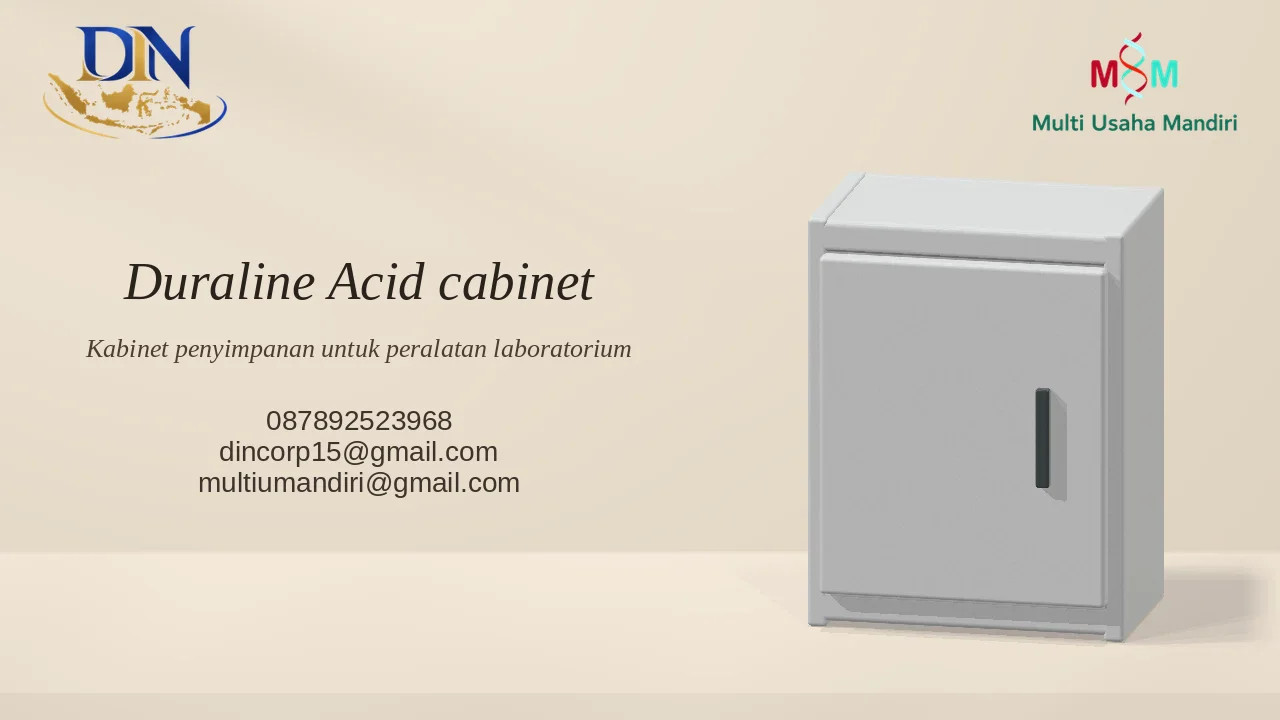 DIN
MSM
Multi Usaha Mandiri
Duraline Acid cabinet
Kabinet penyimpanan untuk peralatan laboratorium
087892523968
dincorp15@gmail.com
multiumandiri@gmail.com